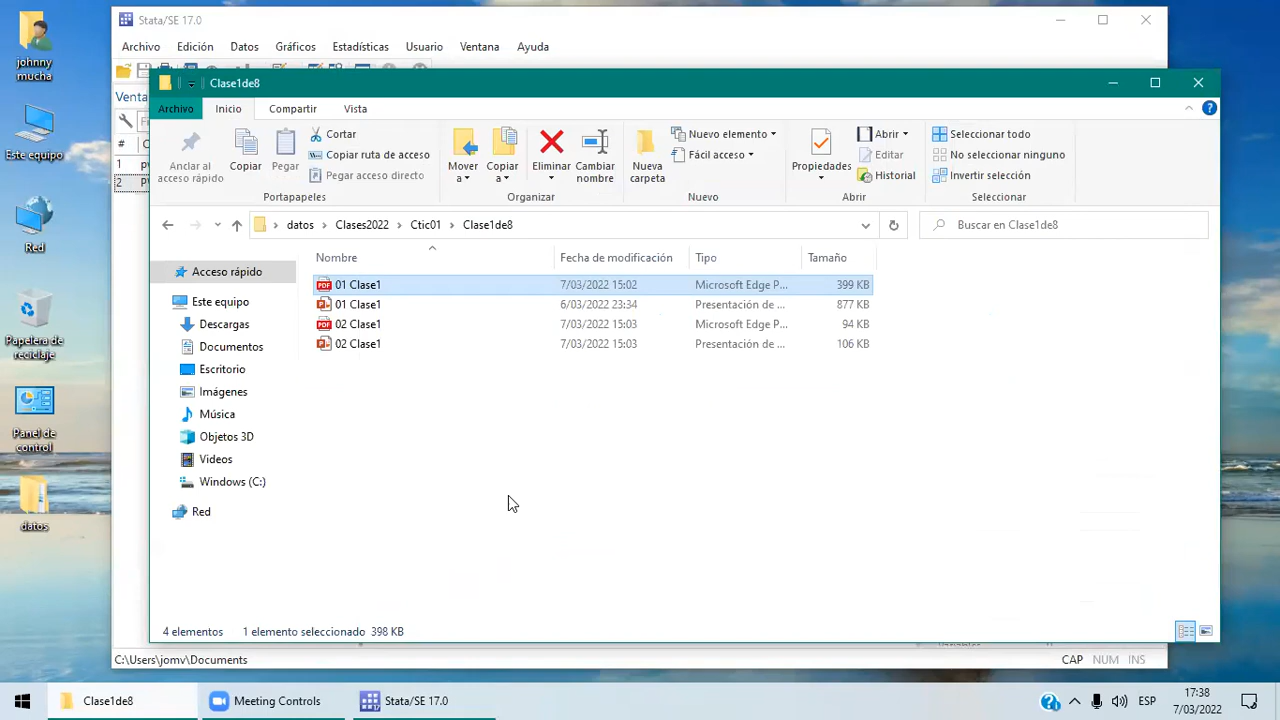 johnny mucha
Este equipo
Red
Papelera de reciclaje
Panel de control
datos
Stata/SE 17.0
Archivo Edición Datos Gráficos Estadísticas Usuario Ventana Ayuda
Clase1de8
Archivo Inicio Compartir Vista
Anclar al acceso rápido
Copiar
Pegar
Cortar
Copiar ruta de acceso
Pegar acceso directo
Portapapeles
Mover a
Copiar a
Eliminar
Cambiar nombre
Organizar
Nueva carpeta
Nuevo elemento
Fácil acceso
Nuevo
Propiedades
Abrir
Editar
Historial
Abrir
Seleccionar todo
No seleccionar ninguno
Invertir selección
Seleccionar
datos > Clases2022 > Ctic01 > Clase1de8
Buscar en Clase1de8
Nombre Fecha de modificación Tipo Tamaño
01 Clase1 7/03/2022 15:02 Microsoft Edge P... 399 KB
01 Clase1 6/03/2022 23:34 Presentación de ... 877 KB
02 Clase1 7/03/2022 15:03 Microsoft Edge P... 94 KB
02 Clase1 7/03/2022 15:03 Presentación de ... 106 KB
Acceso rápido
Este equipo
Descargas
Documentos
Escritorio
Imágenes
Música
Objetos 3D
Videos
Windows (C:)
Red
4 elementos 1 elemento seleccionado 398 KB
C:\Users\jomv\Documents
CAP NUM INS
Clase1de8
Meeting Controls
Stata/SE 17.0
ESP
17:38
7/03/2022